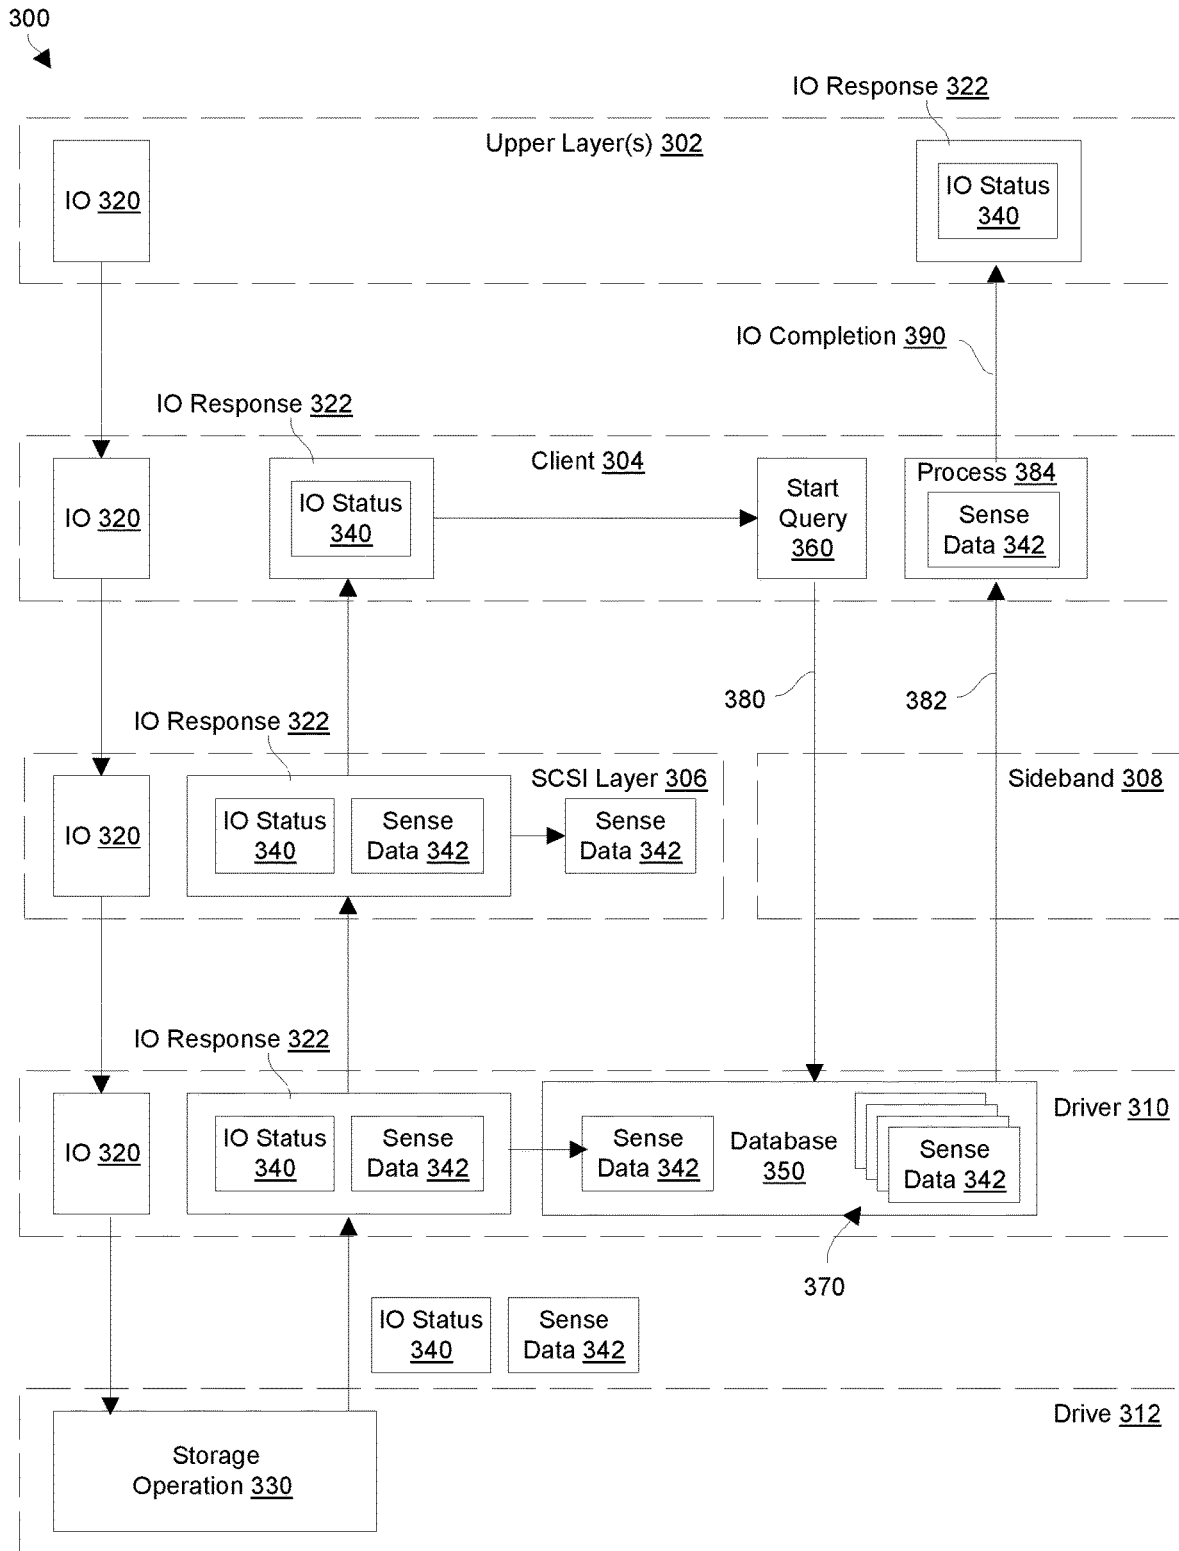 300
IO Response 322
Upper Layer(s) 302
IO 320
IO Status
340
IO Completion 390
IO Response 322
Client 304
IO 320
IO Status
340
Start
Query
360
Process 384
Sense
Data 342
380
382
IO Response 322
SCSI Layer 306
Sideband 308
IO 320
IO Status
340
Sense
Data 342
Sense
Data 342
IO Response 322
Driver 310
IO 320
IO Status
340
Sense
Data 342
Sense
Data 342
Database
350
Sense
Data 342
370
IO Status
340
Sense
Data 342
Drive 312
Storage
Operation 330